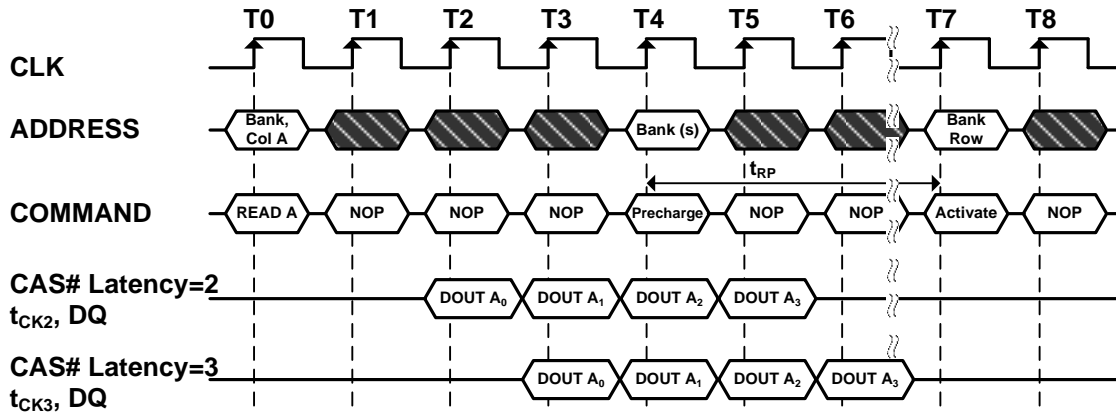 T0 T1 T2 T3 T4 T5 T6 T7 T8
CLK
ADDRESS
Bank,
Col A
Bank (s)
Bank
Row
tRP
COMMAND
READ A NOP NOP NOP Precharge NOP NOP Activate NOP
CAS# Latency=2
tCK2, DQ
DOUT A0 DOUT A1 DOUT A2 DOUT A3
CAS# Latency=3
tCK3, DQ
DOUT A0 DOUT A1 DOUT A2 DOUT A3